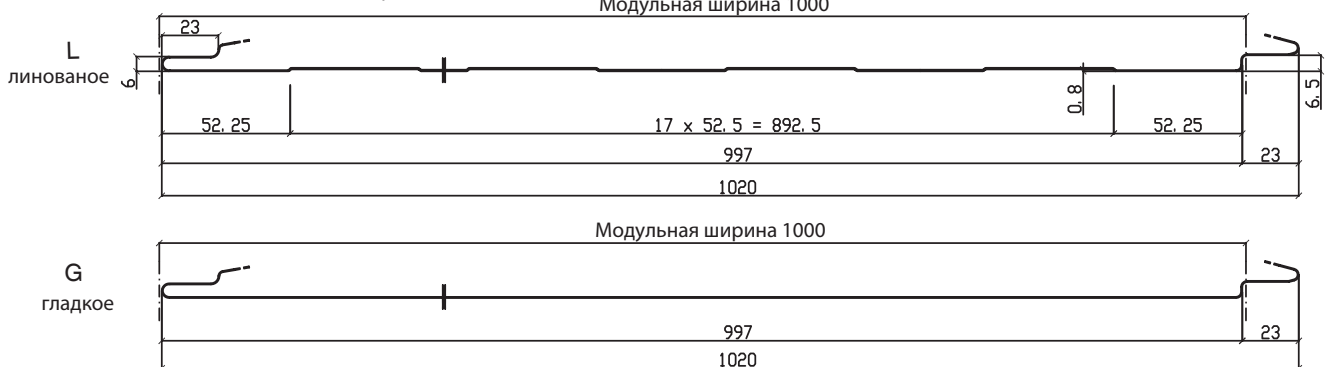 Модульная ширина 1000
23
L
линованое
6
0,8
6,5
52,25
17 x 52,5 = 892,5
52,25
997
23
1020
Модульная ширина 1000
G
гладкое
997
23
1020